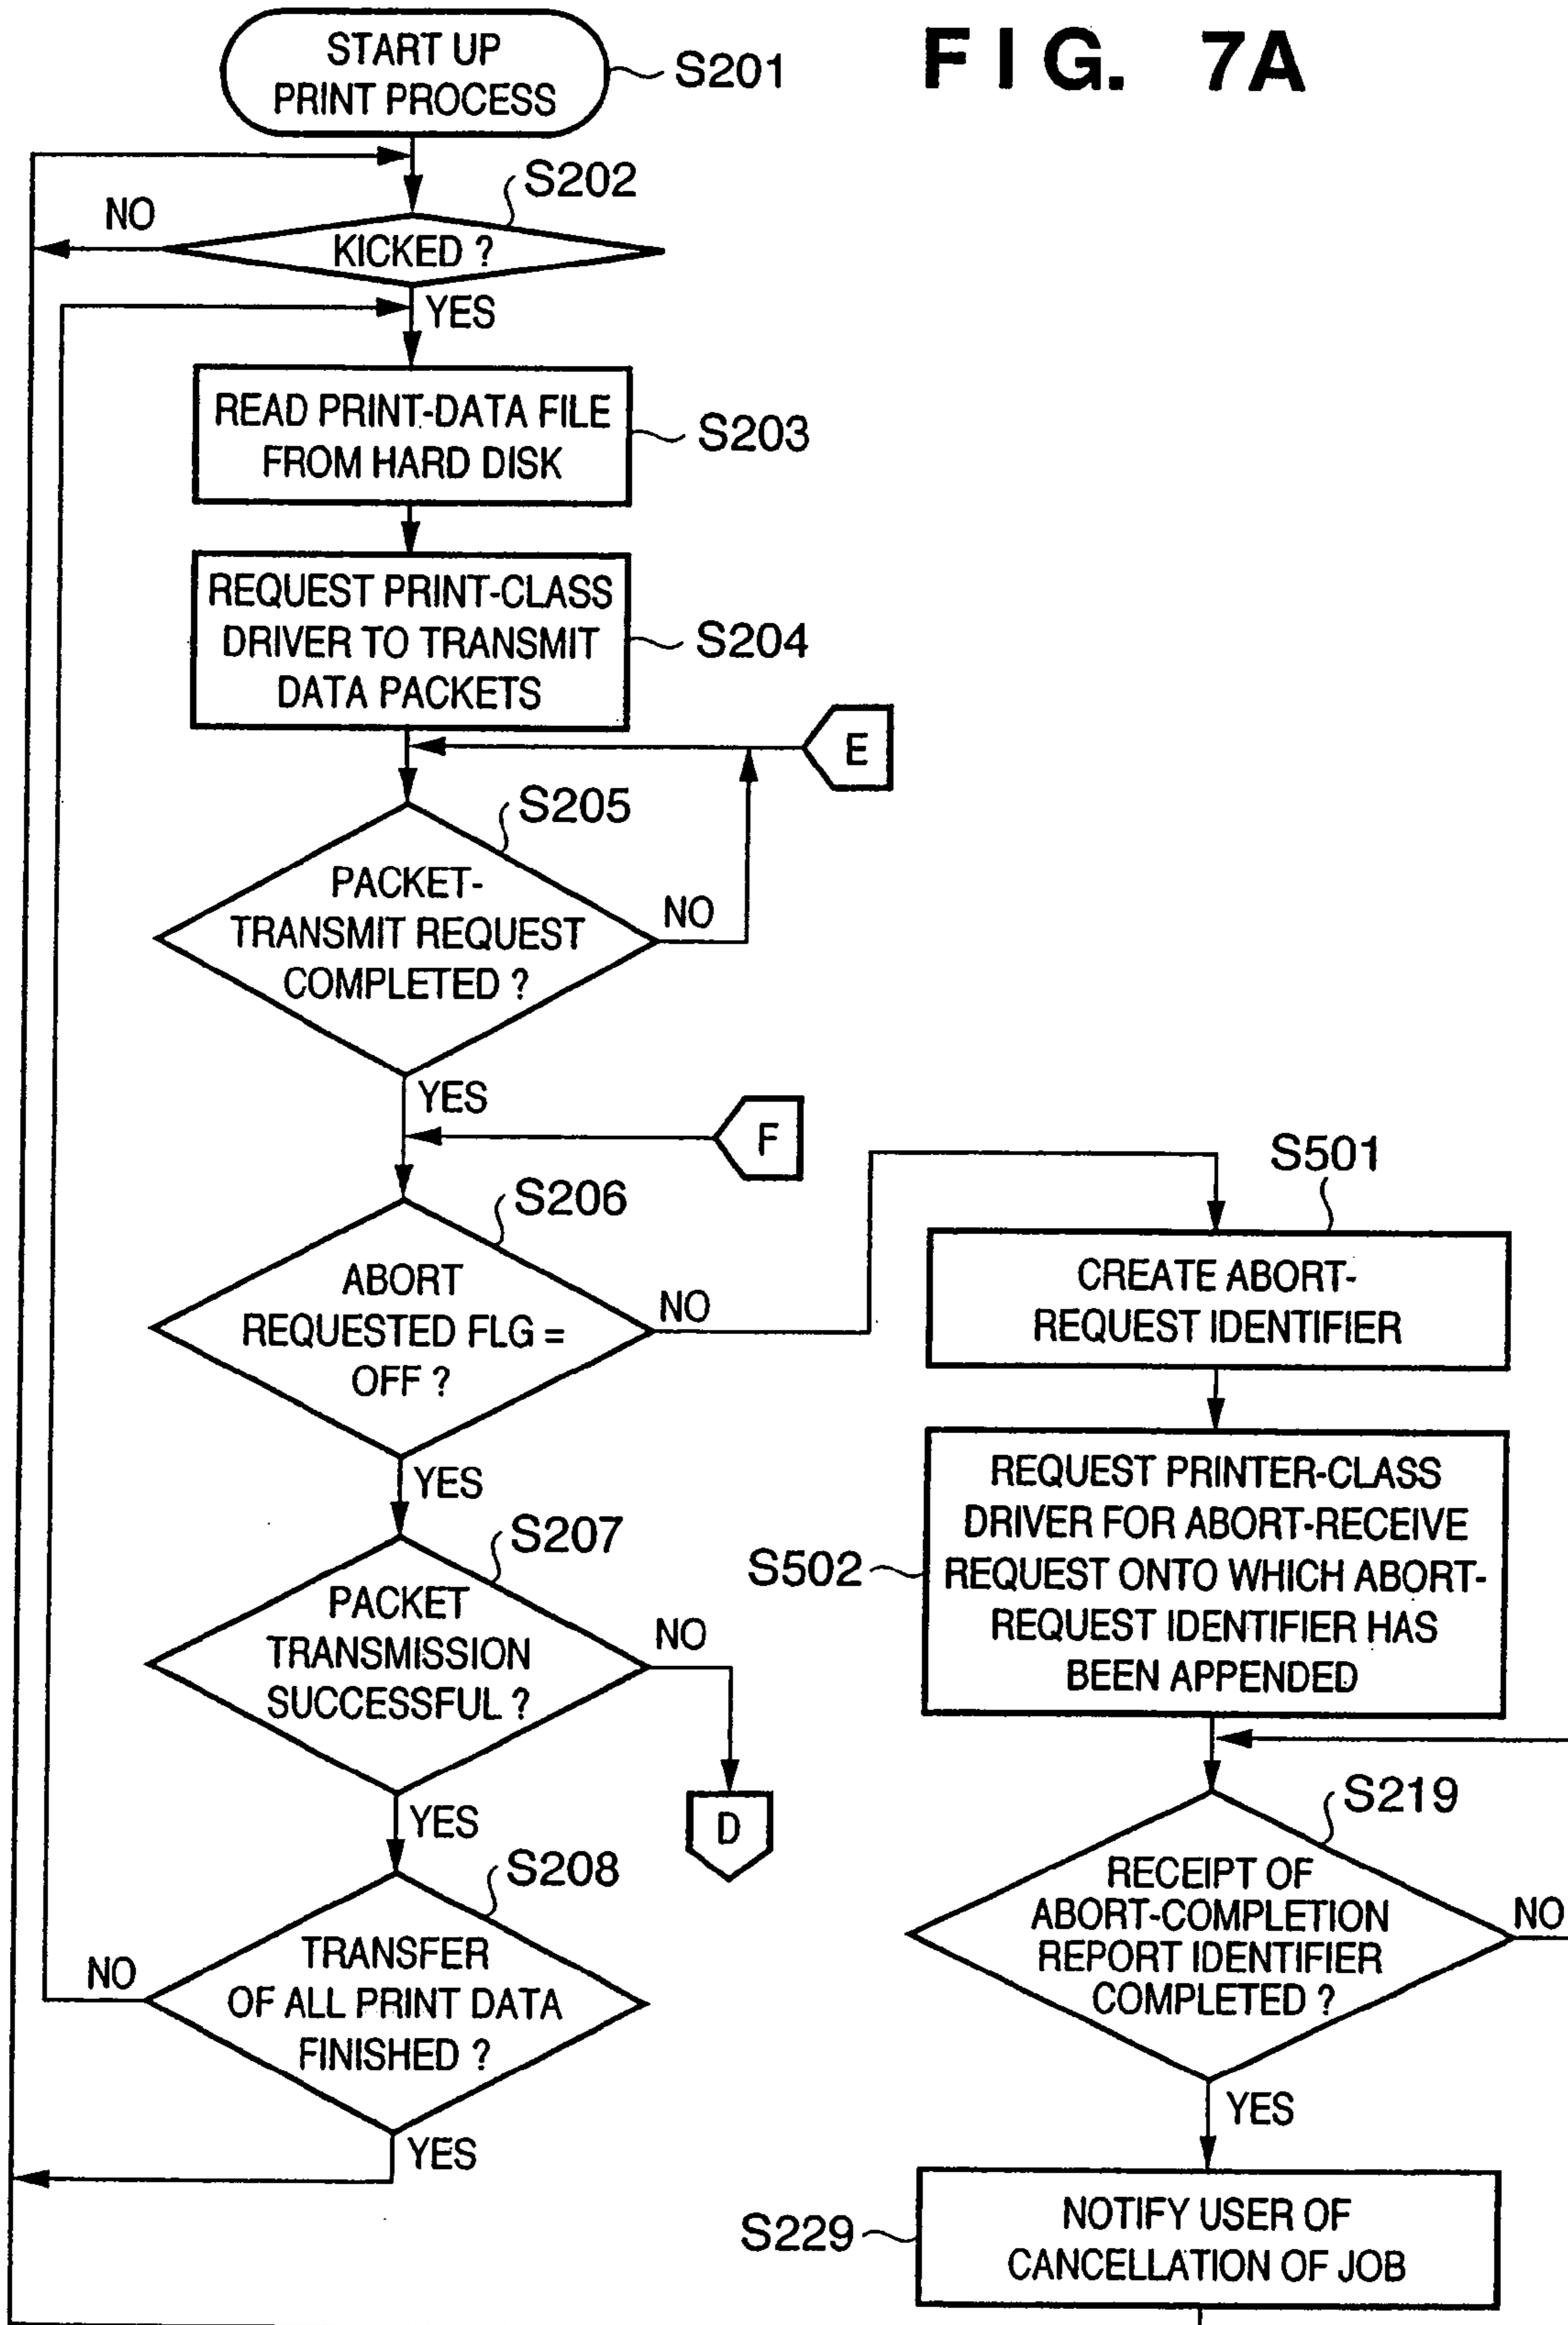 FIG. 7A
START UP
PRINT PROCESS
S201
S202
NO
KICKED ?
YES
READ PRINT-DATA FILE
FROM HARD DISK
S203
REQUEST PRINT-CLASS
DRIVER TO TRANSMIT
DATA PACKETS
S204
E
S205
PACKET-
TRANSMIT REQUEST
COMPLETED ?
NO
YES
F
S206
ABORT
REQUESTED FLG =
OFF ?
NO
YES
S501
CREATE ABORT-
REQUEST IDENTIFIER
S207
PACKET
TRANSMISSION
SUCCESSFUL ?
NO
YES
D
S502
REQUEST PRINTER-CLASS
DRIVER FOR ABORT-RECEIVE
REQUEST ONTO WHICH ABORT-
REQUEST IDENTIFIER HAS
BEEN APPENDED
S208
TRANSFER
OF ALL PRINT DATA
FINISHED ?
NO
YES
S219
RECEIPT OF
ABORT-COMPLETION
REPORT IDENTIFIER
COMPLETED ?
NO
YES
S229
NOTIFY USER OF
CANCELLATION OF JOB